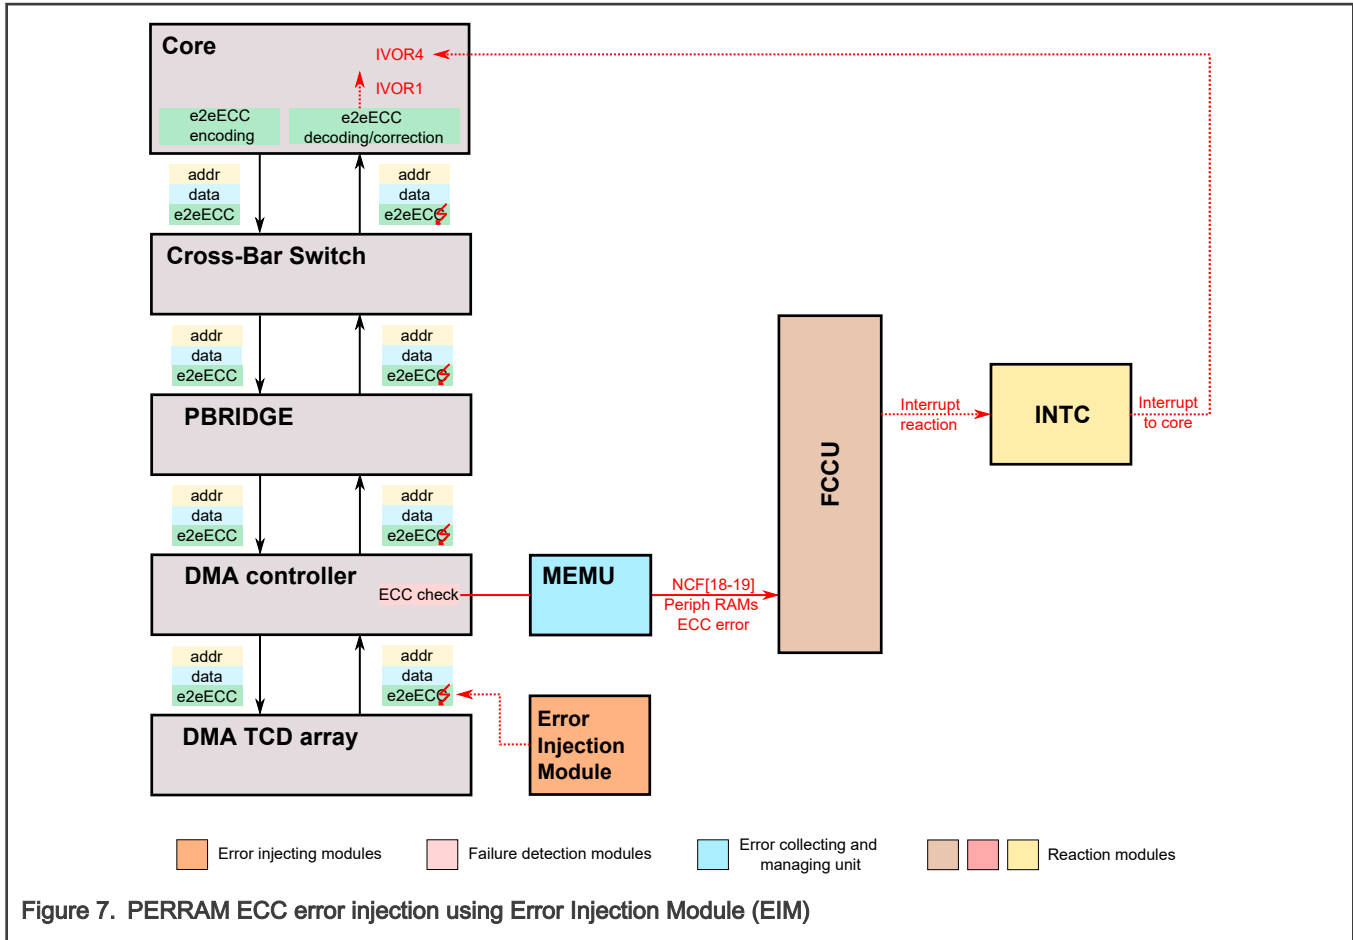 Core
IVOR4
IVOR1
e2eECC
encoding
e2eECC
decoding/correction
addr
data
e2eECC
addr
data
e2eECC
Cross-Bar Switch
addr
data
e2eECC
addr
data
e2eECC
PBRIDGE
addr
data
e2eECC
addr
data
e2eECC
DMA controller
ECC check
addr
data
e2eECC
addr
data
e2eECC
DMA TCD array
MEMU
NCF[18-19]
Periph RAMs
ECC error
Error
Injection
Module
FCCU
Interrupt
reaction
INTC
Interrupt
to core
Error injecting modules
Failure detection modules
Error collecting and
managing unit
Reaction modules
Figure 7. PERRAM ECC error injection using Error Injection Module (EIM)